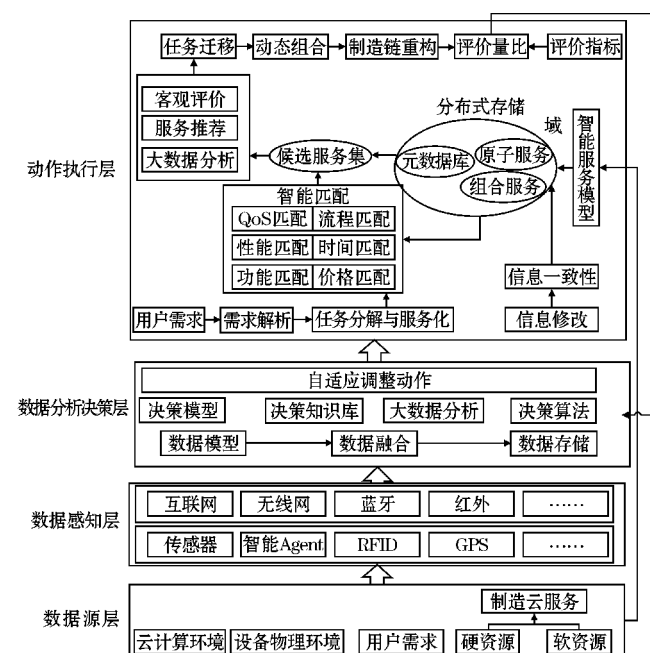 任务迁移 动态组合 制造链重构 评价量比 评价指标
客观评价
服务推荐
大数据分析
动作执行层
候选服务集
分布式存储
域
元数据库
原子服务
组合服务
智能服务模型
智能匹配
QoS匹配 流程匹配
性能匹配 时间匹配
功能匹配 价格匹配
信息一致性
用户需求 需求解析 任务分解与服务化 信息修改
自适应调整动作
数据分析决策层
决策模型 决策知识库 大数据分析 决策算法
数据模型 数据融合 数据存储
数据感知层
互联网 无线网 蓝牙 红外 ……
传感器 智能Agent RFID GPS ……
数据源层
制造云服务
云计算环境 设备物理环境 用户需求 硬资源 软资源